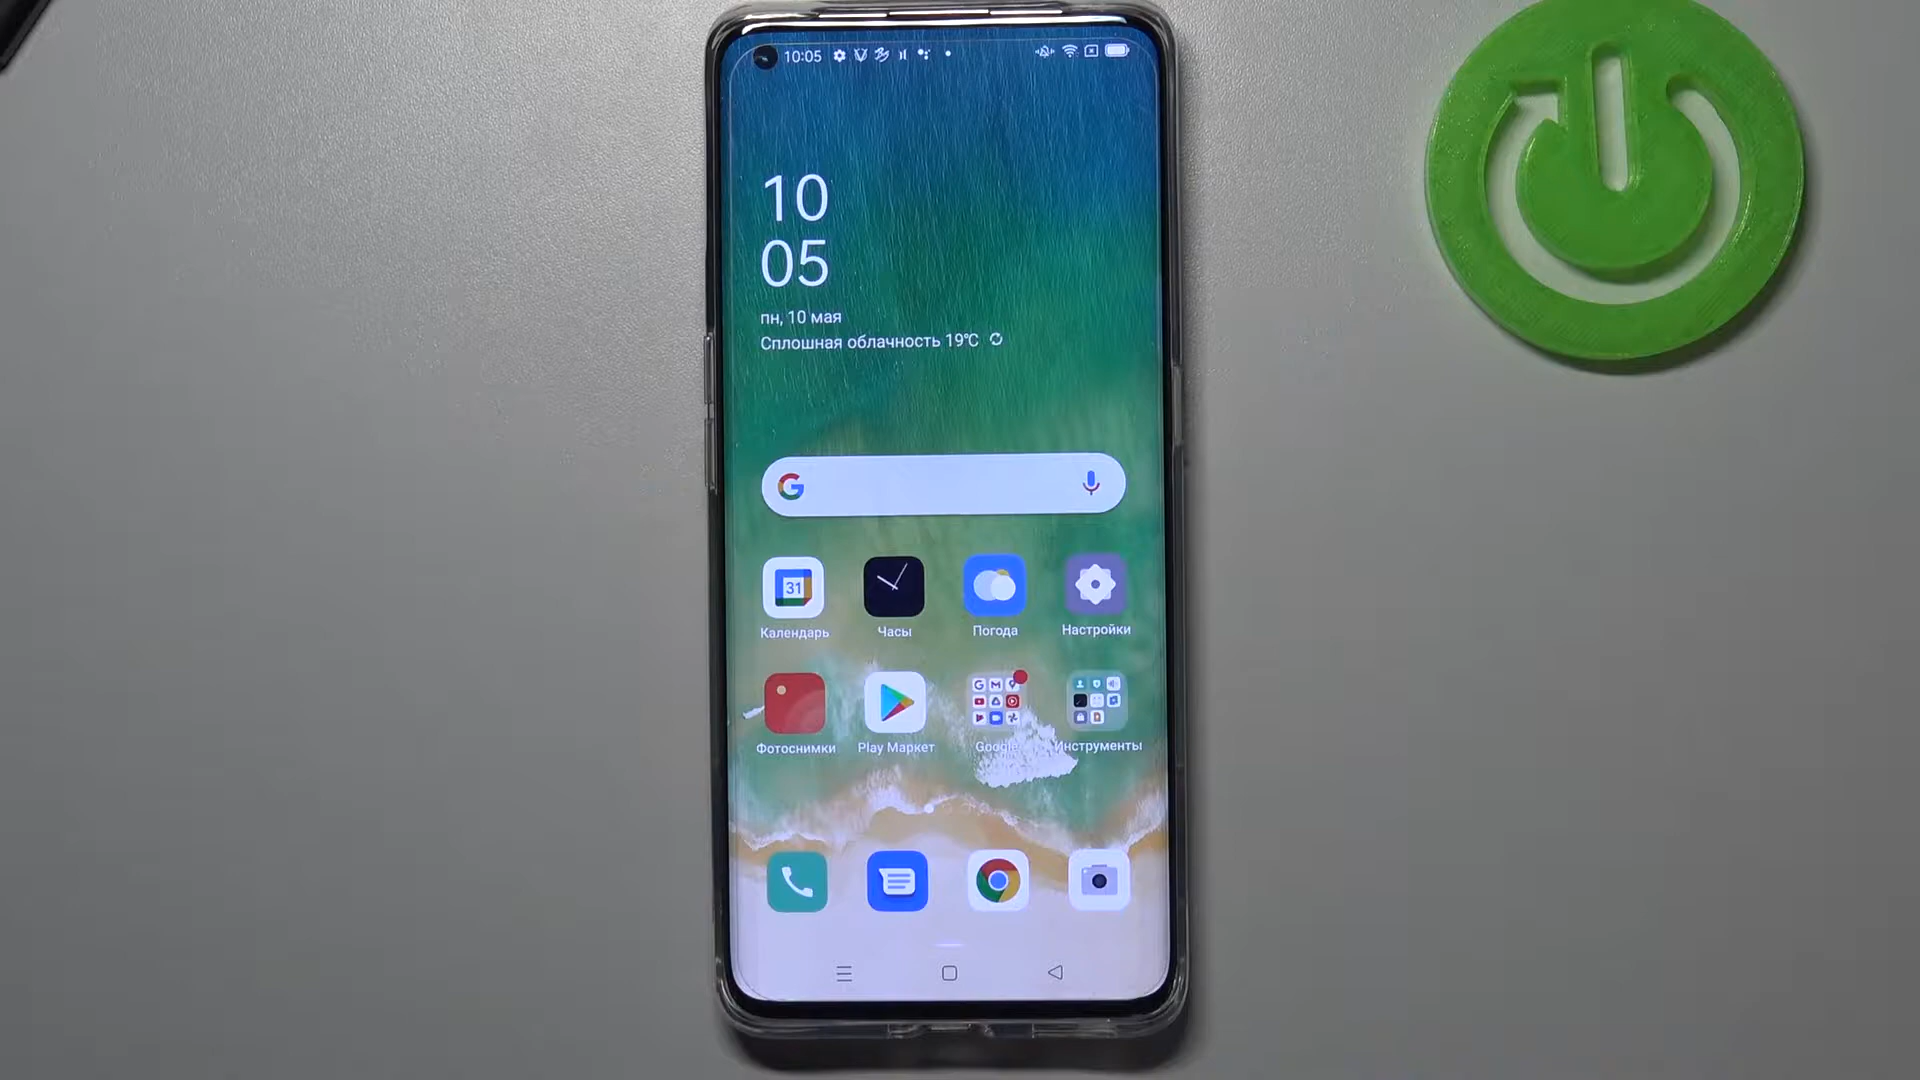 10:05
10
05
пн, 10 мая
Сплошная облачность 19°C
G
31
Календарь
Часы
Погода
Настройки
Фотоснимки
Play Маркет
Google
Инструменты